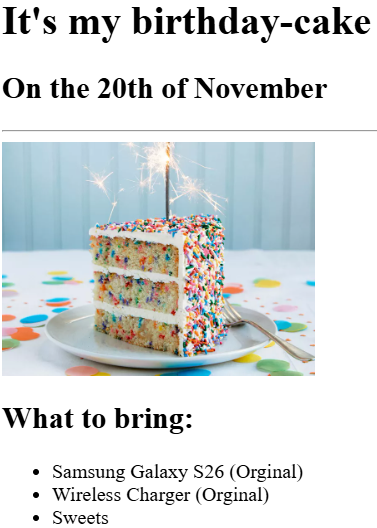 It's my birthday-cake
On the 20th of November
What to bring:
Samsung Galaxy S26 (Orginal)
Wireless Charger (Orginal)
Sweets